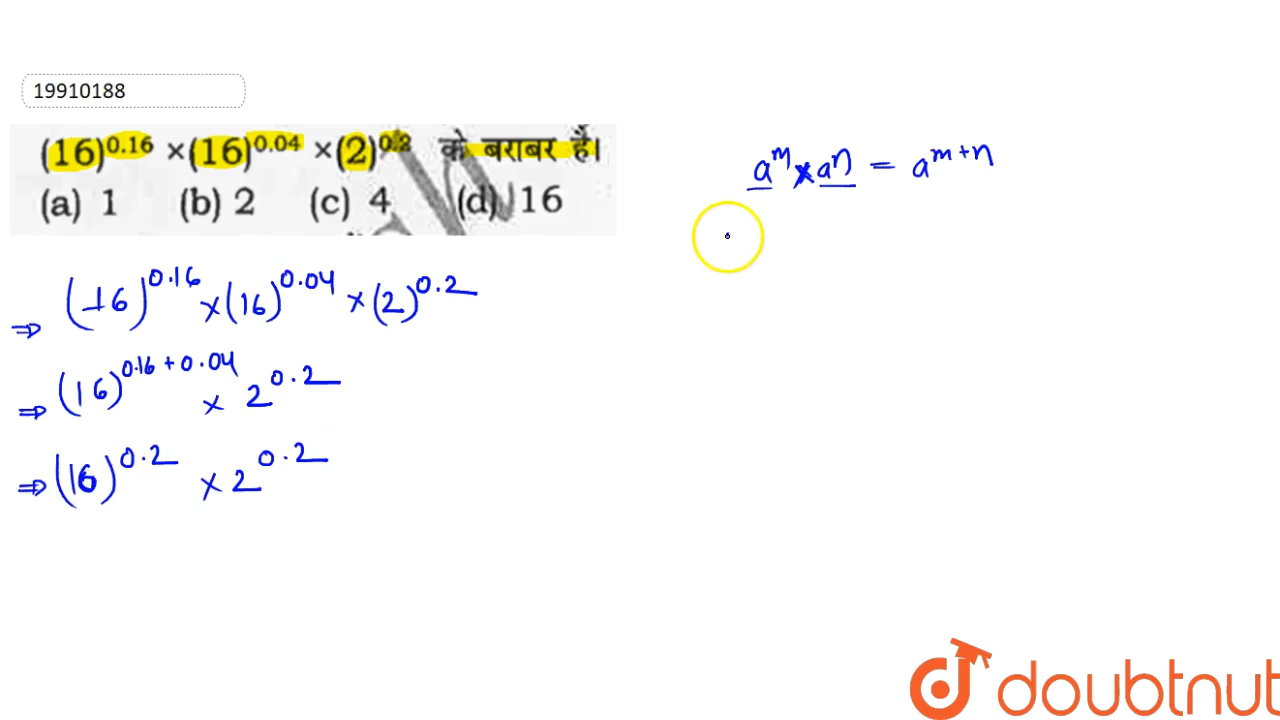 19910188
(16)^0.16 ×(16)^0.04 ×(2)^0.2 के बराबर है।
(a) 1 (b) 2 (c) 4 (d) 16
a^m × a^n = a^m+n
⇒ (16)^0.16 × (16)^0.04 × (2)^0.2
⇒ (16)^0.16 + 0.04 × 2^0.2
⇒ (16)^0.2 × 2^0.2
doubtnut